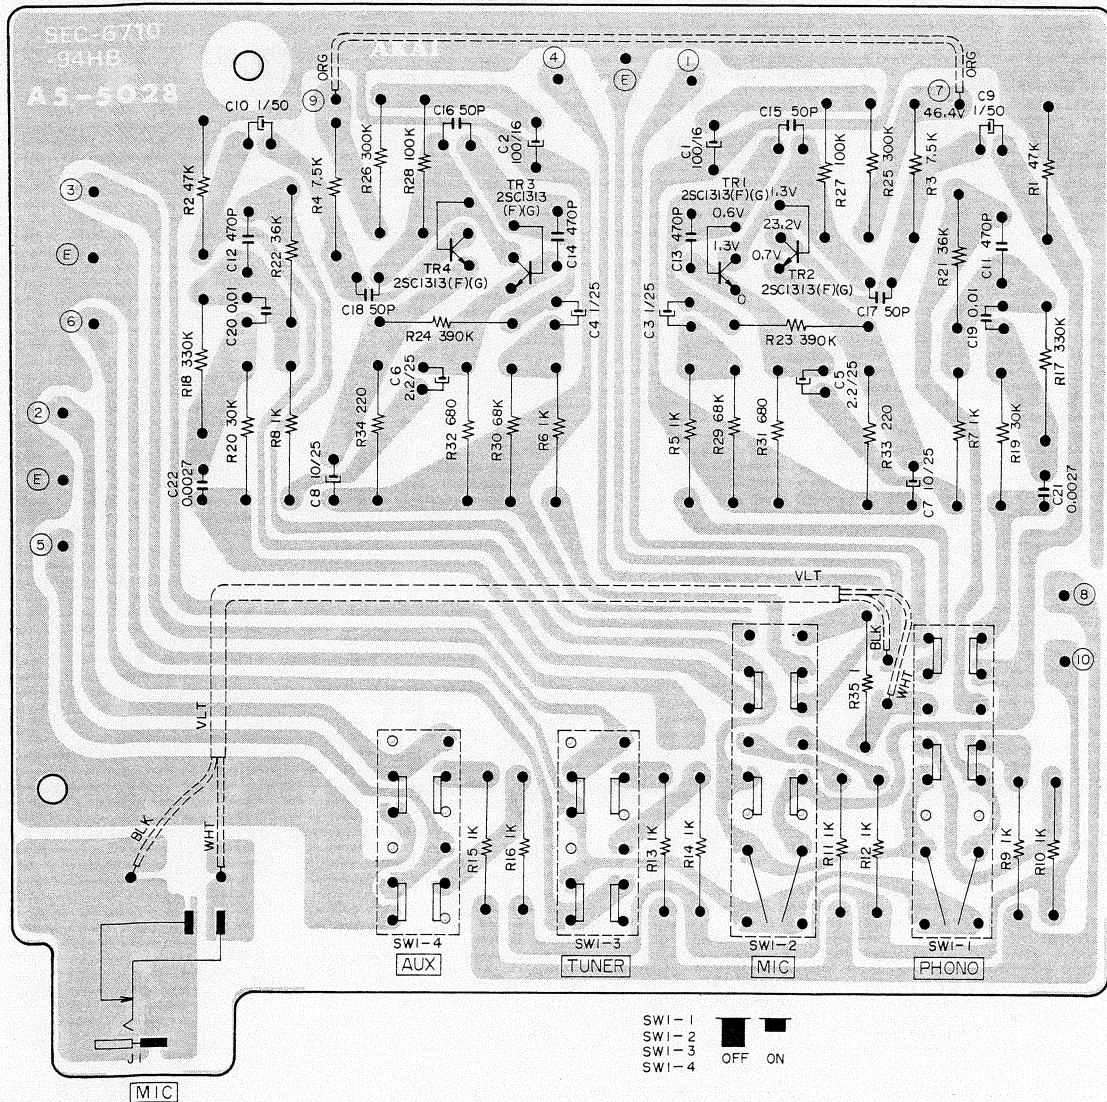 SEC-6710
-94HB
A5-5028
AKAI
ORG
ORG
4
E
1
9
7
46.4V
C10 1/50
C16 50P
C2 100/16
C1 100/16
C15 50P
C9 1/50
R2 47K
R4 7.5K
R26 300K
R28 100K
R27 100K
R25 300K
R3 7.5K
R1 47K
3
TR3
2SC1313
(F)(G)
TR1
2SC1313(F)(G)
1.3V
0.6V
23.2V
1.3V
0.7V
0
C12 470P
R22 36K
C14 470P
C13 470P
R21 36K
C11 470P
E
TR4
2SC1313(F)(G)
TR2
2SC1313(F)(G)
6
C20 0.01
C18 50P
C4 1/25
C3 1/25
C17 50P
C19 0.01
R24 390K
R23 390K
R18 330K
R17 330K
C6 2.2/25
C5 2.2/25
2
R20 30K
R8 1K
R34 220
R32 680
R30 68K
R6 1K
R5 1K
R29 68K
R31 680
R33 220
R7 1K
R19 30K
E
C22 0.0027
C8 10/25
C7 10/25
C21 0.0027
5
VLT
8
BLK
WHT
R35 1
10
VLT
BLK
WHT
R15 1K
R16 1K
R13 1K
R14 1K
R11 1K
R12 1K
R9 1K
R10 1K
SW1-4
SW1-3
SW1-2
SW1-1
AUX
TUNER
MIC
PHONO
SW1-1
SW1-2
SW1-3
SW1-4
OFF
ON
J1
MIC